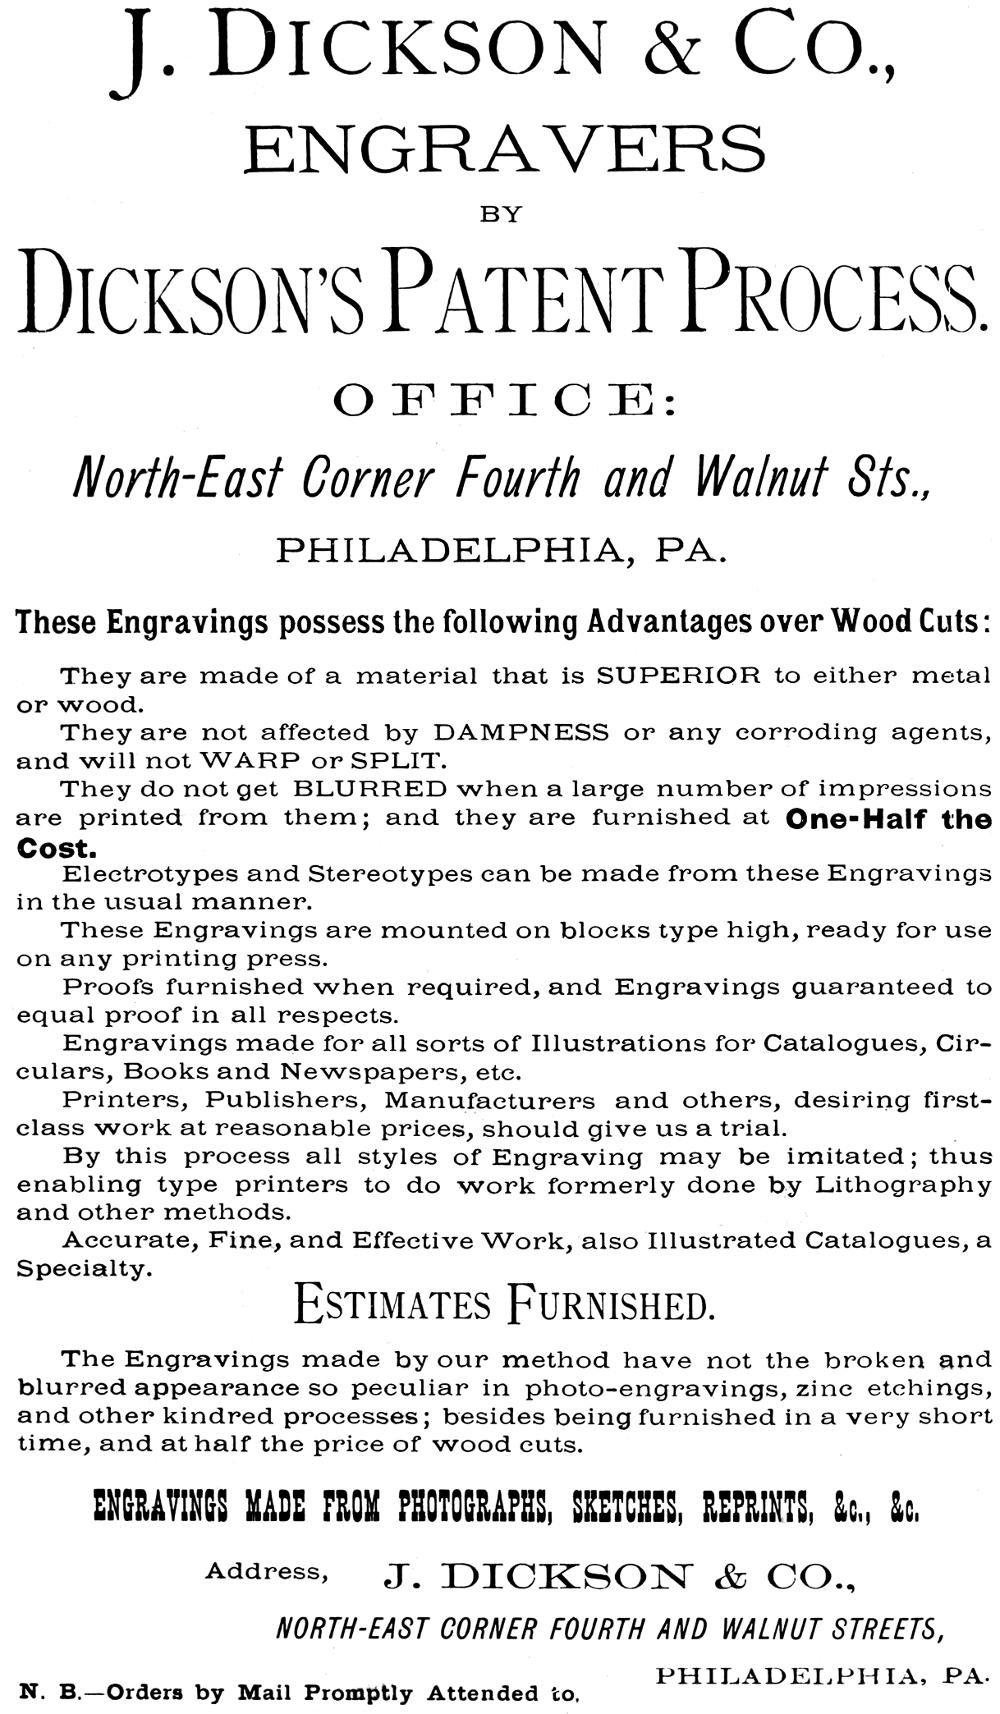 J. DICKSON & CO.,
ENGRAVERS
BY
DICKSON'S PATENT PROCESS.
OFFICE:
North-East Corner Fourth and Walnut Sts.,
PHILADELPHIA, PA.
These Engravings possess the following Advantages over Wood Cuts:
They are made of a material that is SUPERIOR to either metal
or wood.
They are not affected by DAMPNESS or any corroding agents,
and will not WARP or SPLIT.
They do not get BLURRED when a large number of impressions
are printed from them; and they are furnished at One-Half the
Cost.
Electrotypes and Stereotypes can be made from these Engravings
in the usual manner.
These Engravings are mounted on blocks type high, ready for use
on any printing press.
Proofs furnished when required, and Engravings guaranteed to
equal proof in all respects.
Engravings made for all sorts of Illustrations for Catalogues, Cir-
culars, Books and Newspapers, etc.
Printers, Publishers, Manufacturers and others, desiring first-
class work at reasonable prices, should give us a trial.
By this process all styles of Engraving may be imitated; thus
enabling type printers to do work formerly done by Lithography
and other methods.
Accurate, Fine, and Effective Work, also Illustrated Catalogues, a
Specialty.
ESTIMATES FURNISHED.
The Engravings made by our method have not the broken and
blurred appearance so peculiar in photo-engravings, zinc etchings,
and other kindred processes; besides being furnished in a very short
time, and at half the price of wood cuts.
ENGRAVINGS MADE FROM PHOTOGRAPHS, SKETCHES, REPRINTS, &c., &c.
Address, J. DICKSON & CO.,
NORTH-EAST CORNER FOURTH AND WALNUT STREETS,
PHILADELPHIA, PA.
N. B.—Orders by Mail Promptly Attended to.